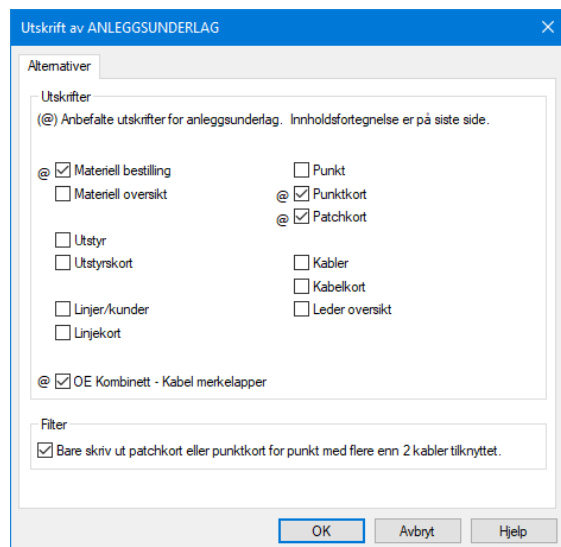 Utskrift av ANLEGGSUNDERLAG
Alternativer
Utskrifter
(@) Anbefalte utskrifter for anleggsunderlag. Innholdsfortegnelse er på siste side.
@ Materiell bestilling
Punkt
Materiell oversikt
@ Punktkort
@ Patchkort
Utstyr
Utstyrskort
Kabler
Kabelkort
Linjer/kunder
Leder oversikt
Linjekort
@ OE Kombinett - Kabel merkelapper
Filter
Bare skriv ut patchkort eller punktkort for punkt med flere enn 2 kabler tilknyttet.
OK
Avbryt
Hjelp